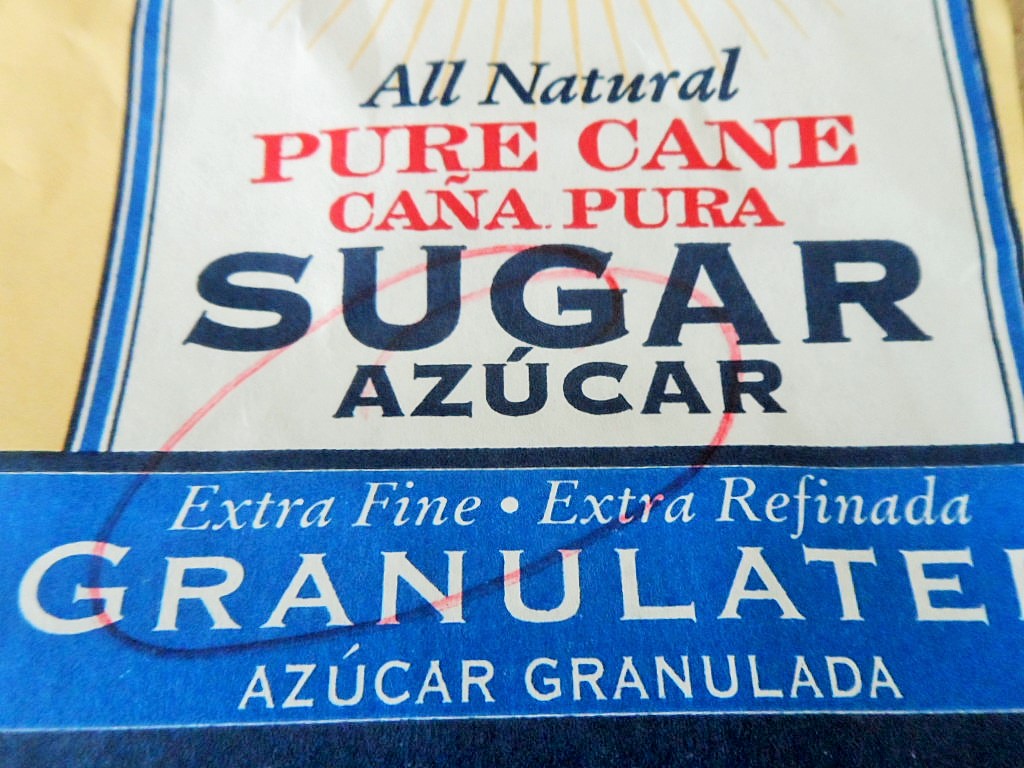 All Natural
PURE CANE
CAÑA PURA
SUGAR
AZÚCAR
Extra Fine • Extra Refinada
GRANULATE
AZÚCAR GRANULADA